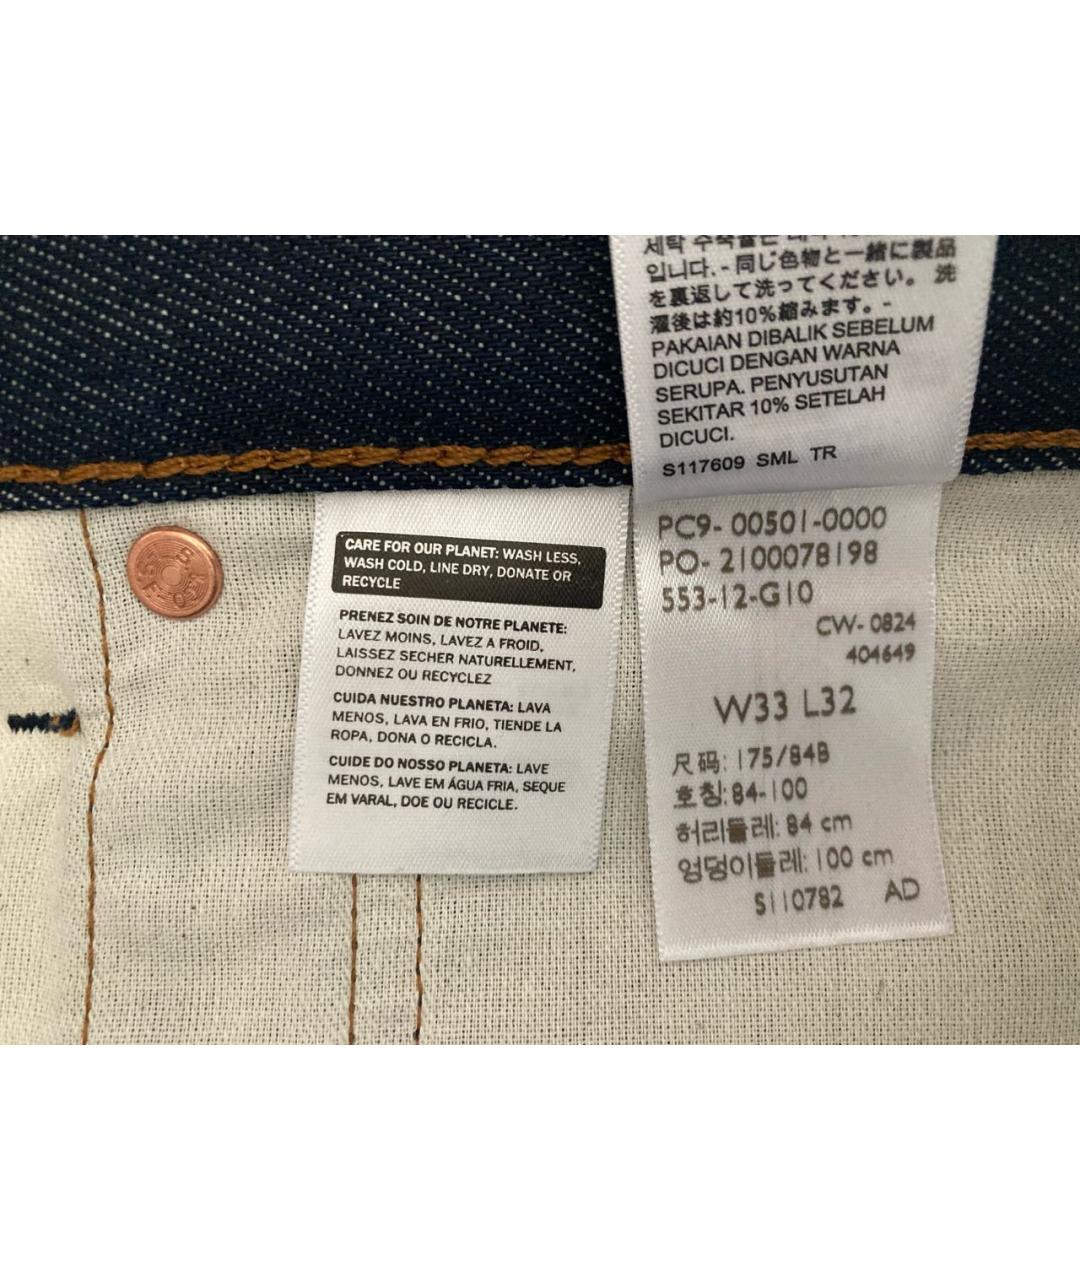 세탁 수축율은
입니다. - 同じ色物と一緒に製品
を裏返して洗ってください。 洗
濯後は約10%縮みます。-
PAKAIAN DIBALIK SEBELUM
DICUCI DENGAN WARNA
SERUPA. PENYUSUTAN
SEKITAR 10% SETELAH
DICUCI.
S117609 SML TR
CARE FOR OUR PLANET: WASH LESS,
WASH COLD, LINE DRY, DONATE OR
RECYCLE
PRENEZ SOIN DE NOTRE PLANETE:
LAVEZ MOINS, LAVEZ A FROID,
LAISSEZ SECHER NATURELLEMENT,
DONNEZ OU RECYCLEZ
CUIDA NUESTRO PLANETA: LAVA
MENOS, LAVA EN FRIO, TIENDE LA
ROPA, DONA O RECICLA.
CUIDE DO NOSSO PLANETA: LAVE
MENOS, LAVE EM ÁGUA FRIA, SEQUE
EM VARAL, DOE OU RECICLE.
PC9- 00501-0000
PO- 2100078198
553-12-G10
CW- 0824
404649
W33 L32
尺码: 175/84B
호칭: 84-100
허리둘레: 84 cm
엉덩이둘레: 100 cm
S110782 AD